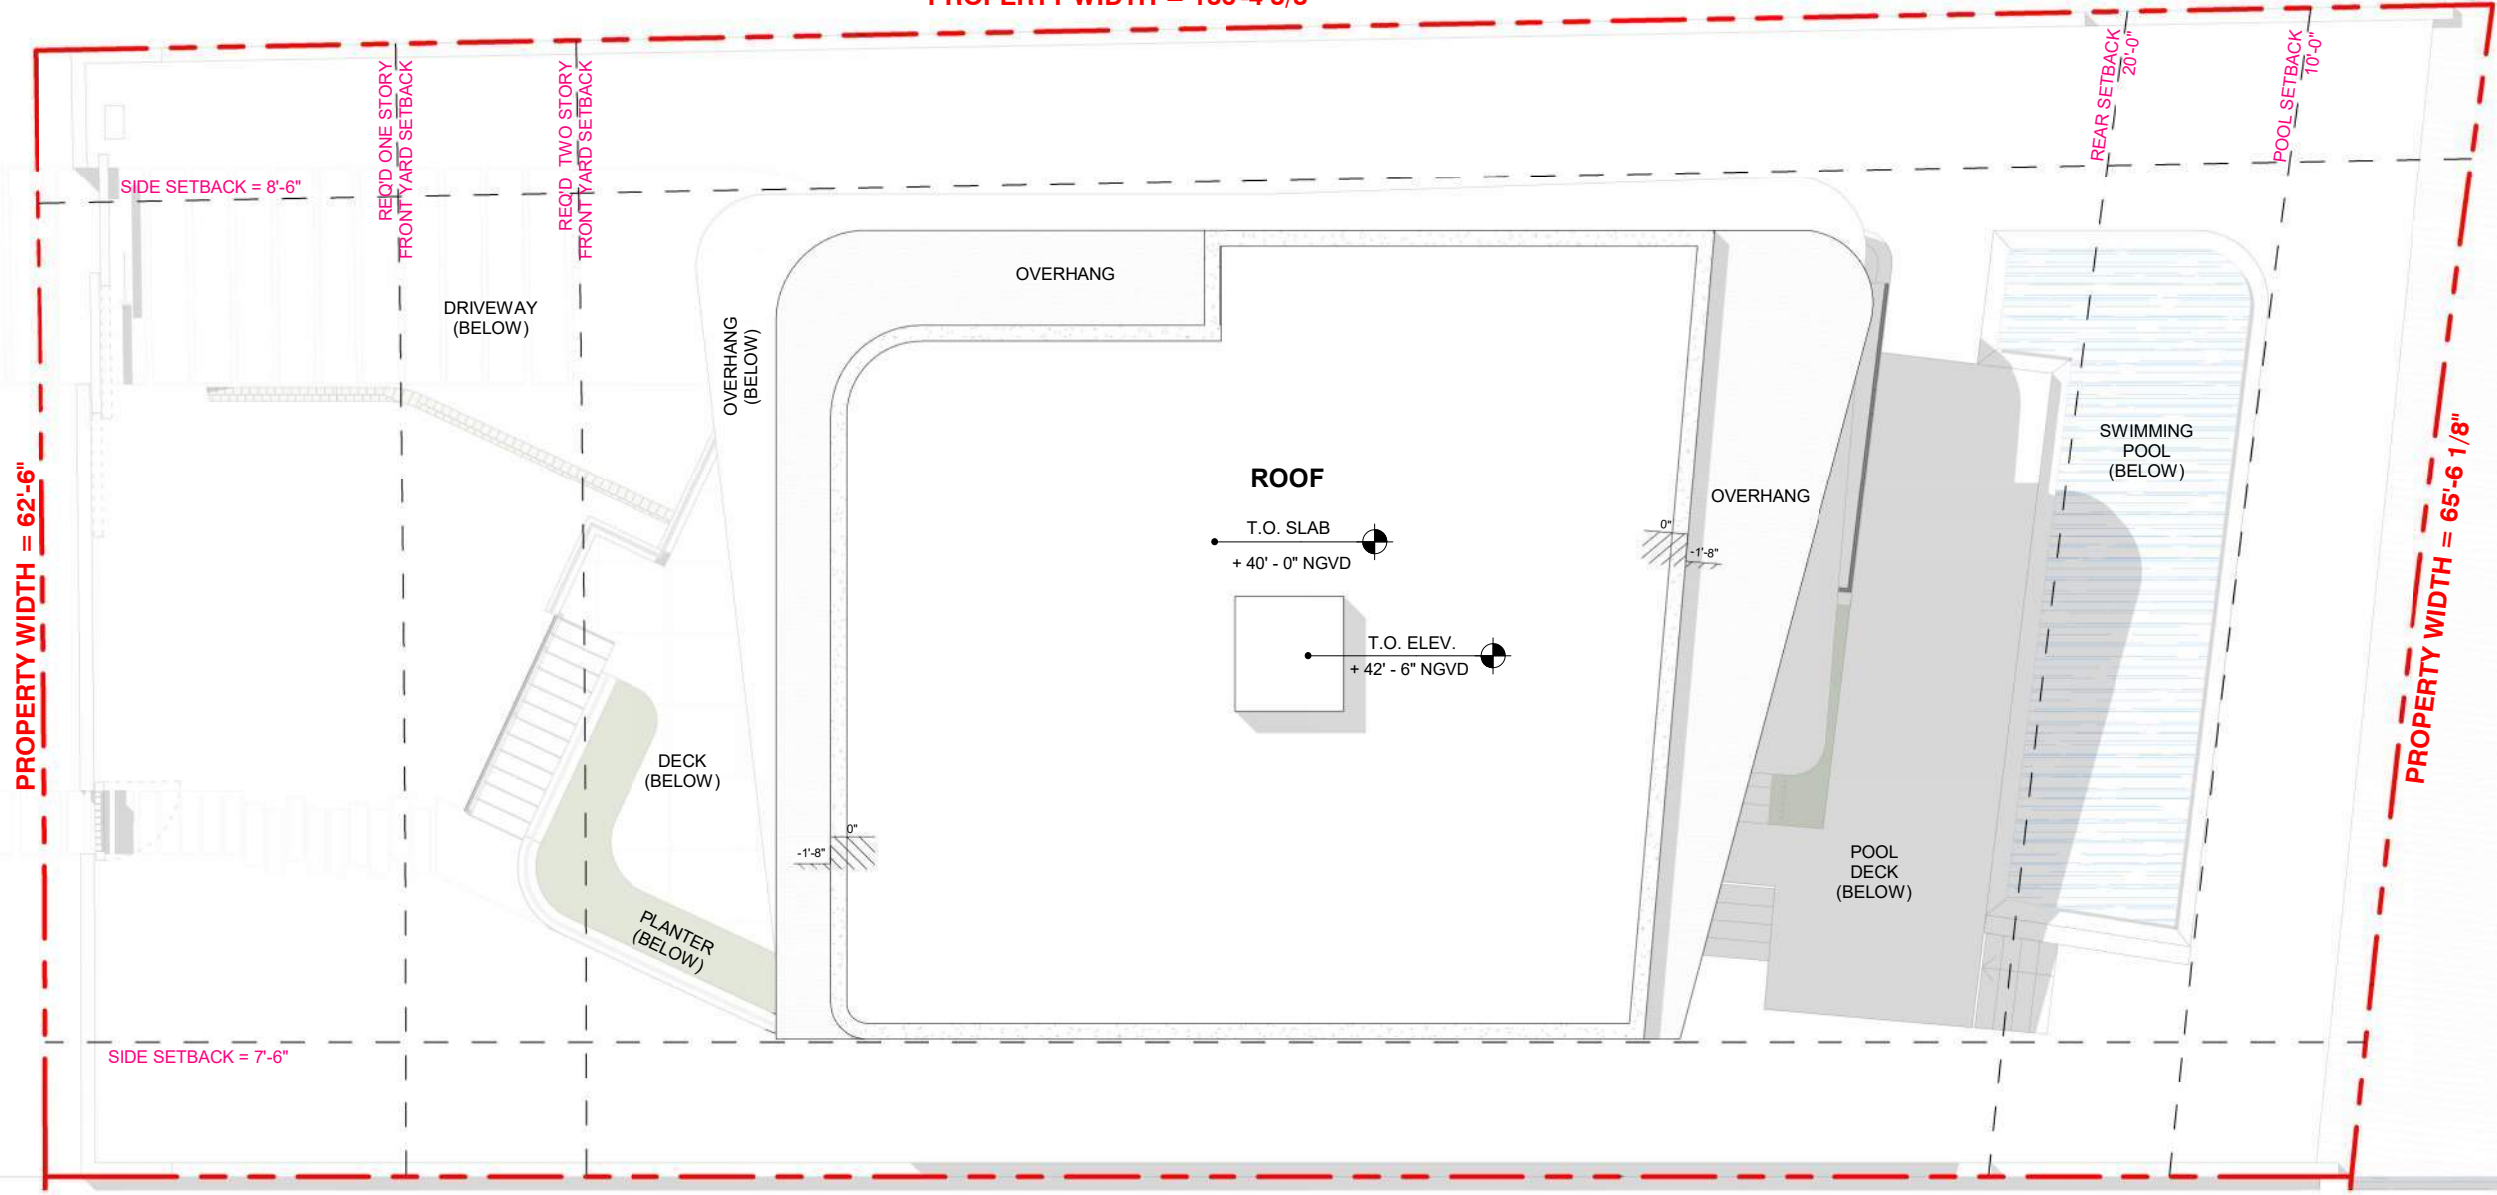 REQ'D ONE STORY
FRONT YARD SETBACK
REQ'D TWO STORY
FRONT YARD SETBACK
REAR SETBACK
20'-0"
POOL SETBACK
10'-0"
SIDE SETBACK = 8'-6"
OVERHANG
DRIVEWAY
(BELOW)
OVERHANG
(BELOW)
SWIMMING
POOL
(BELOW)
PROPERTY WIDTH = 62'-6"
PROPERTY WIDTH = 65'-6 1/8"
ROOF
OVERHANG
T.O. SLAB
+ 40' - 0" NGVD
0"
-1'-8"
T.O. ELEV.
+ 42' - 6" NGVD
DECK
(BELOW)
0"
-1'-8"
POOL
DECK
(BELOW)
PLANTER
(BELOW)
SIDE SETBACK = 7'-6"